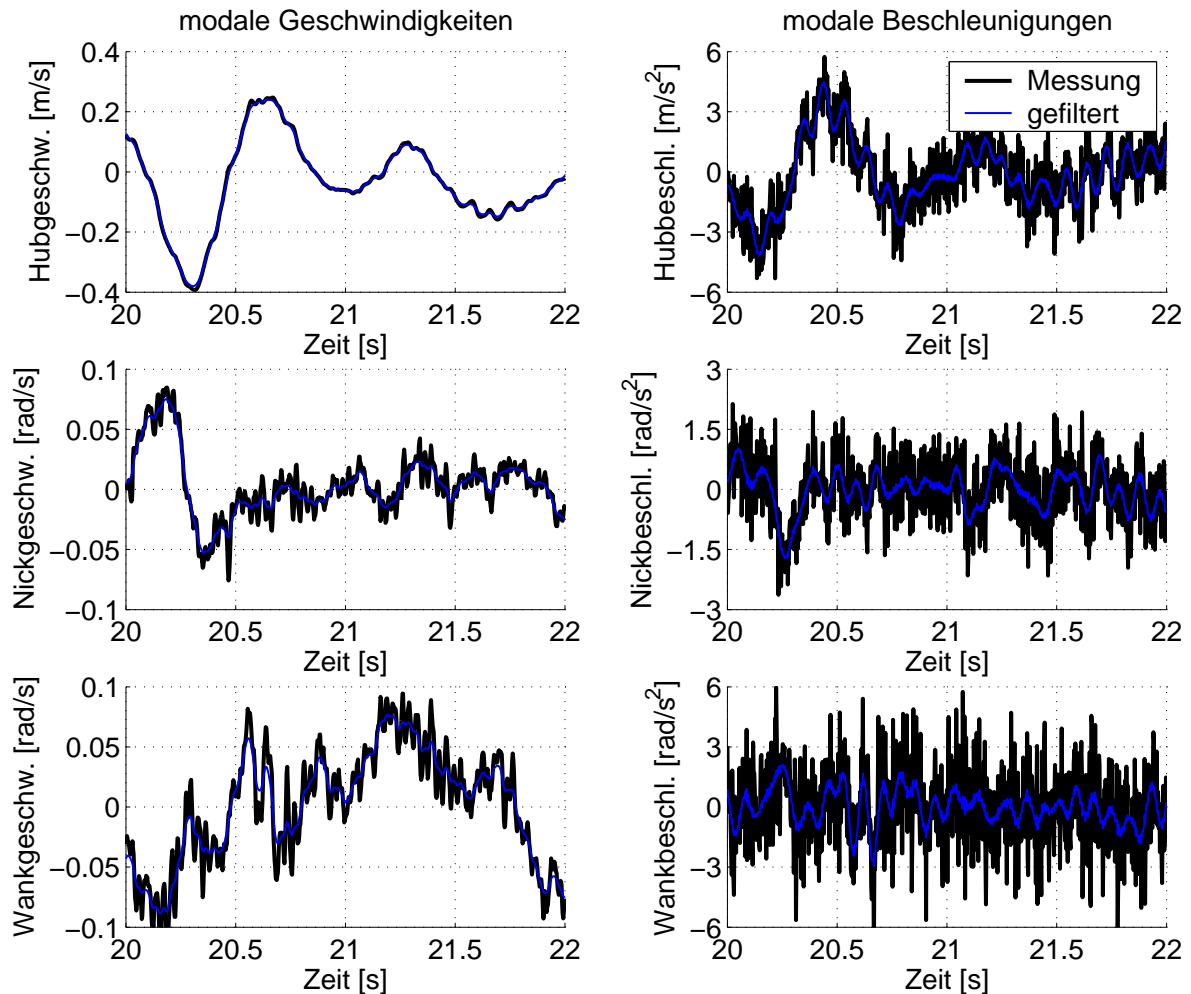 modale Geschwindigkeiten
Hubgeschw. [m/s]
0.4
0.2
0
−0.2
−0.4
20 20.5 21 21.5 22
Zeit [s]
modale Beschleunigungen
Hubbeschl. [m/s²]
6
3
0
−3
−6
Messung
gefiltert
20 20.5 21 21.5 22
Zeit [s]
Nickgeschw. [rad/s]
0.1
0.05
0
−0.05
−0.1
20 20.5 21 21.5 22
Zeit [s]
Nickbeschl. [rad/s²]
3
1.5
0
−1.5
−3
20 20.5 21 21.5 22
Zeit [s]
Wankgeschw. [rad/s]
0.1
0.05
0
−0.05
−0.1
20 20.5 21 21.5 22
Zeit [s]
Wankbeschl. [rad/s²]
6
3
0
−3
−6
20 20.5 21 21.5 22
Zeit [s]